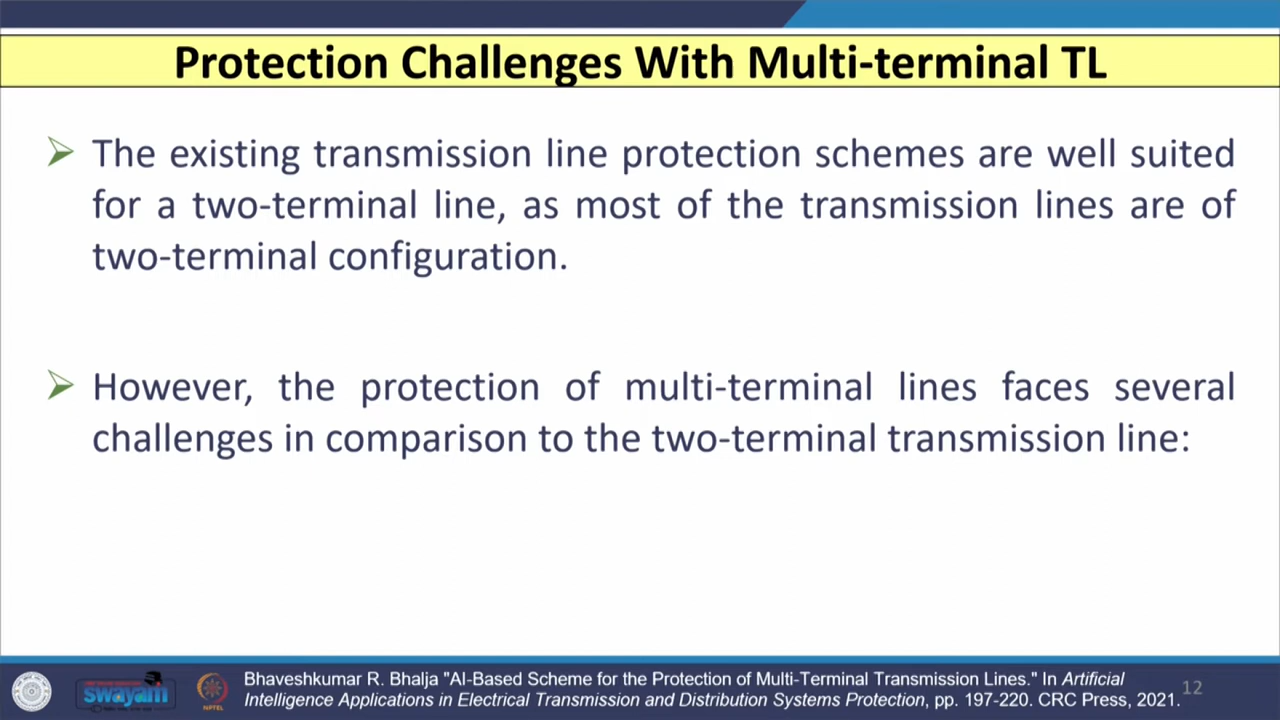 Protection Challenges With Multi-terminal TL
The existing transmission line protection schemes are well suited
for a two-terminal line, as most of the transmission lines are of
two-terminal configuration.
However, the protection of multi-terminal lines faces several
challenges in comparison to the two-terminal transmission line:
swayam
NPTEL
Bhaveshkumar R. Bhalja "AI-Based Scheme for the Protection of Multi-Terminal Transmission Lines." In Artificial
Intelligence Applications in Electrical Transmission and Distribution Systems Protection, pp. 197-220. CRC Press, 2021.
12